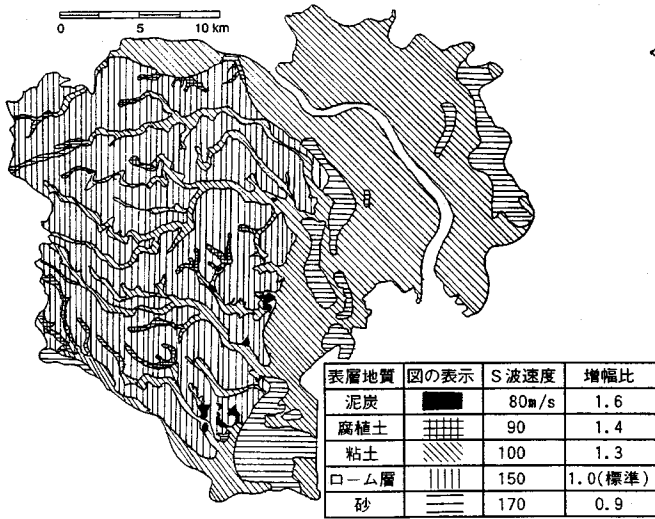 0 5 10 km
表層地質 図の表示 S波速度 増幅比
泥炭 80m/s 1.6
腐植土 90 1.4
粘土 100 1.3
ローム層 150 1.0(標準)
砂 170 0.9